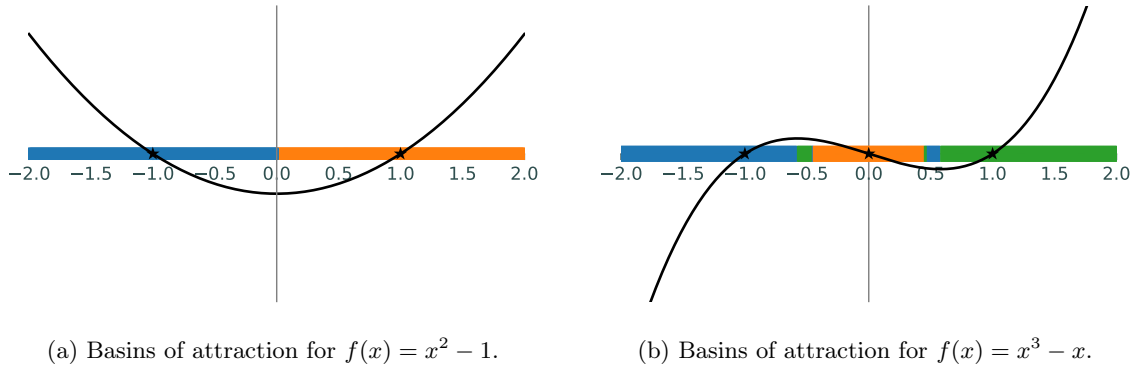 −2.0 −1.5 −1.0 −0.5 0.0 0.5 1.0 1.5 2.0
−2.0 −1.5 −1.0 −0.5 0.0 0.5 1.0 1.5 2.0
(a) Basins of attraction for f(x) = x² − 1.
(b) Basins of attraction for f(x) = x³ − x.